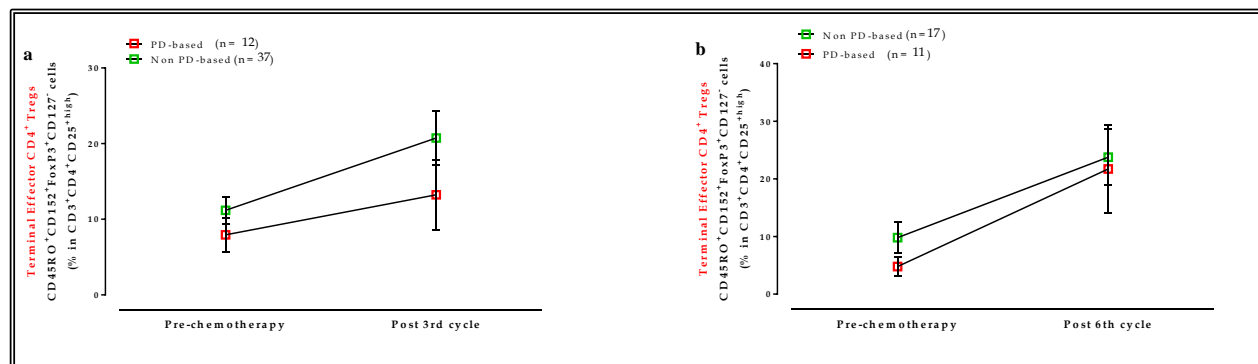 a
PD-based (n= 12)
Non PD-based (n= 37)
Terminal Effector CD4+ Tregs
CD45RO+CD152+FoxP3+CD127- cells
(% in CD3+CD4+CD25+high)
30
20
10
0
Pre-chemotherapy
Post 3rd cycle
b
Non PD-based (n=17)
PD-based (n= 11)
Terminal Effector CD4+ Tregs
CD45RO+CD152+FoxP3+CD127- cells
(% in CD3+CD4+CD25+high)
40
30
20
10
0
Pre-chemotherapy
Post 6th cycle